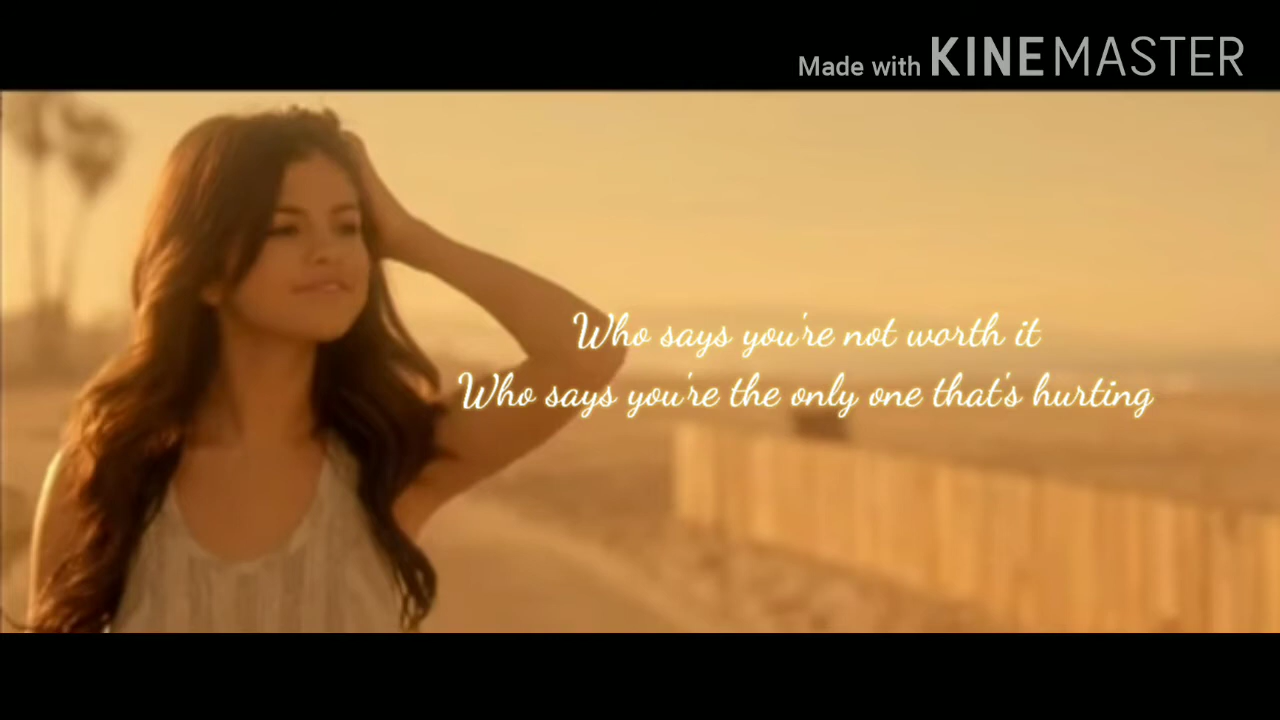 Made with KINEMASTER
Who says you're not worth it
Who says you're the only one that's hurting